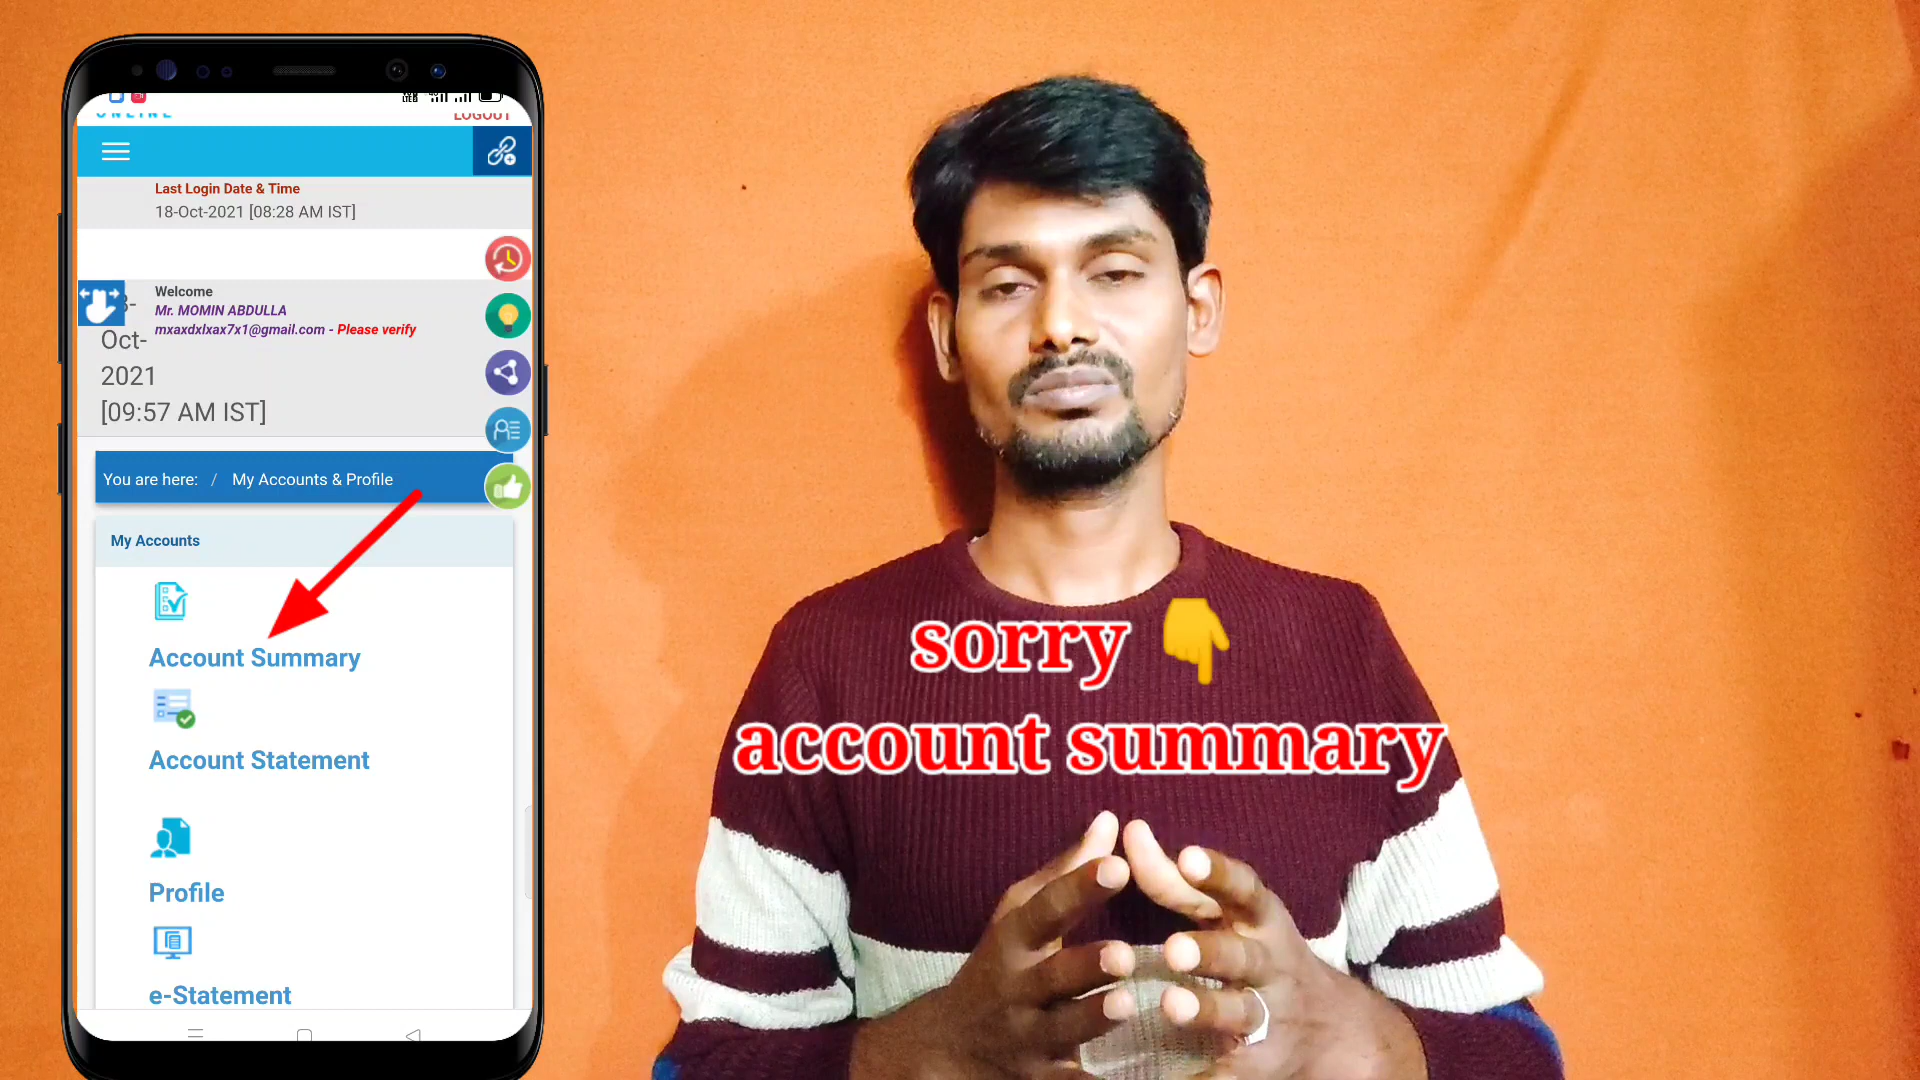 ONLINE
LOGOUT
Last Login Date & Time
18-Oct-2021 [08:28 AM IST]
Welcome
Mr. MOMIN ABDULLA
mxaxdxlxax7x1@gmail.com - Please verify
Oct-
2021
[09:57 AM IST]
You are here: / My Accounts & Profile
My Accounts
Account Summary
Account Statement
Profile
e-Statement
sorry 👇
account summary